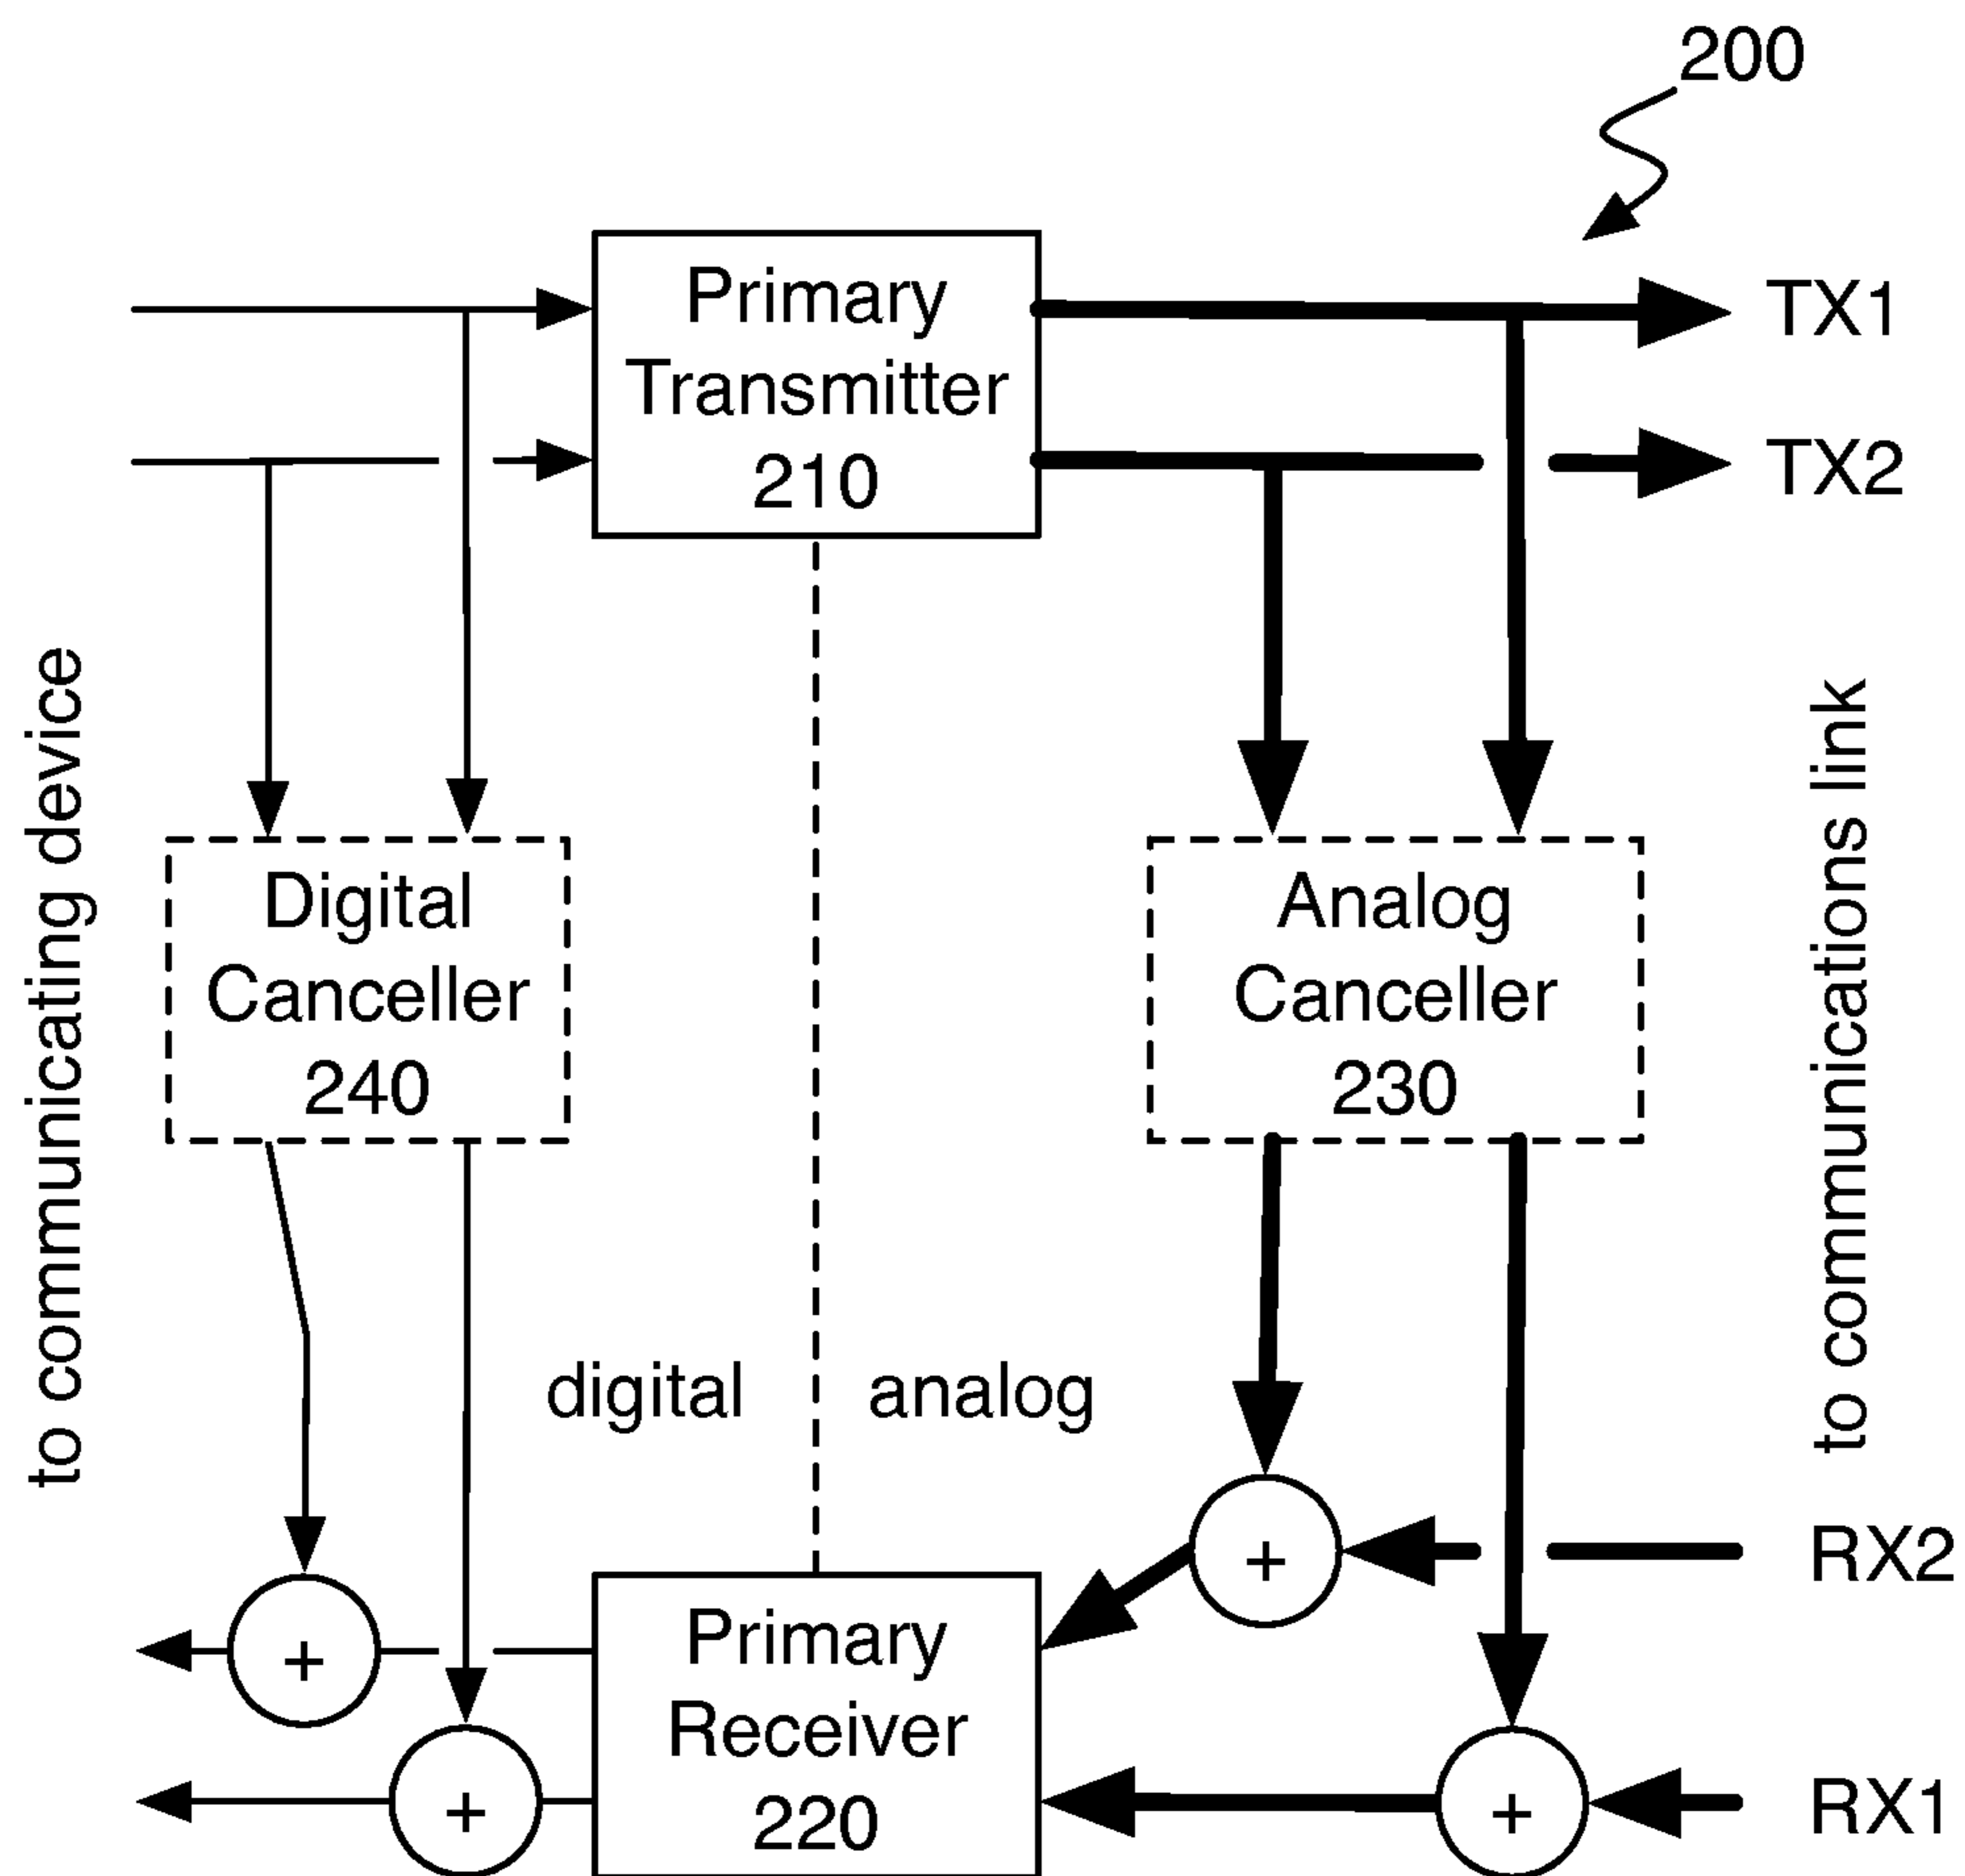 200
Primary
Transmitter
210
TX1
TX2
to communicating device
Digital
Canceller
240
Analog
Canceller
230
to communications link
digital
analog
+
RX2
+
Primary
Receiver
220
+
+
RX1